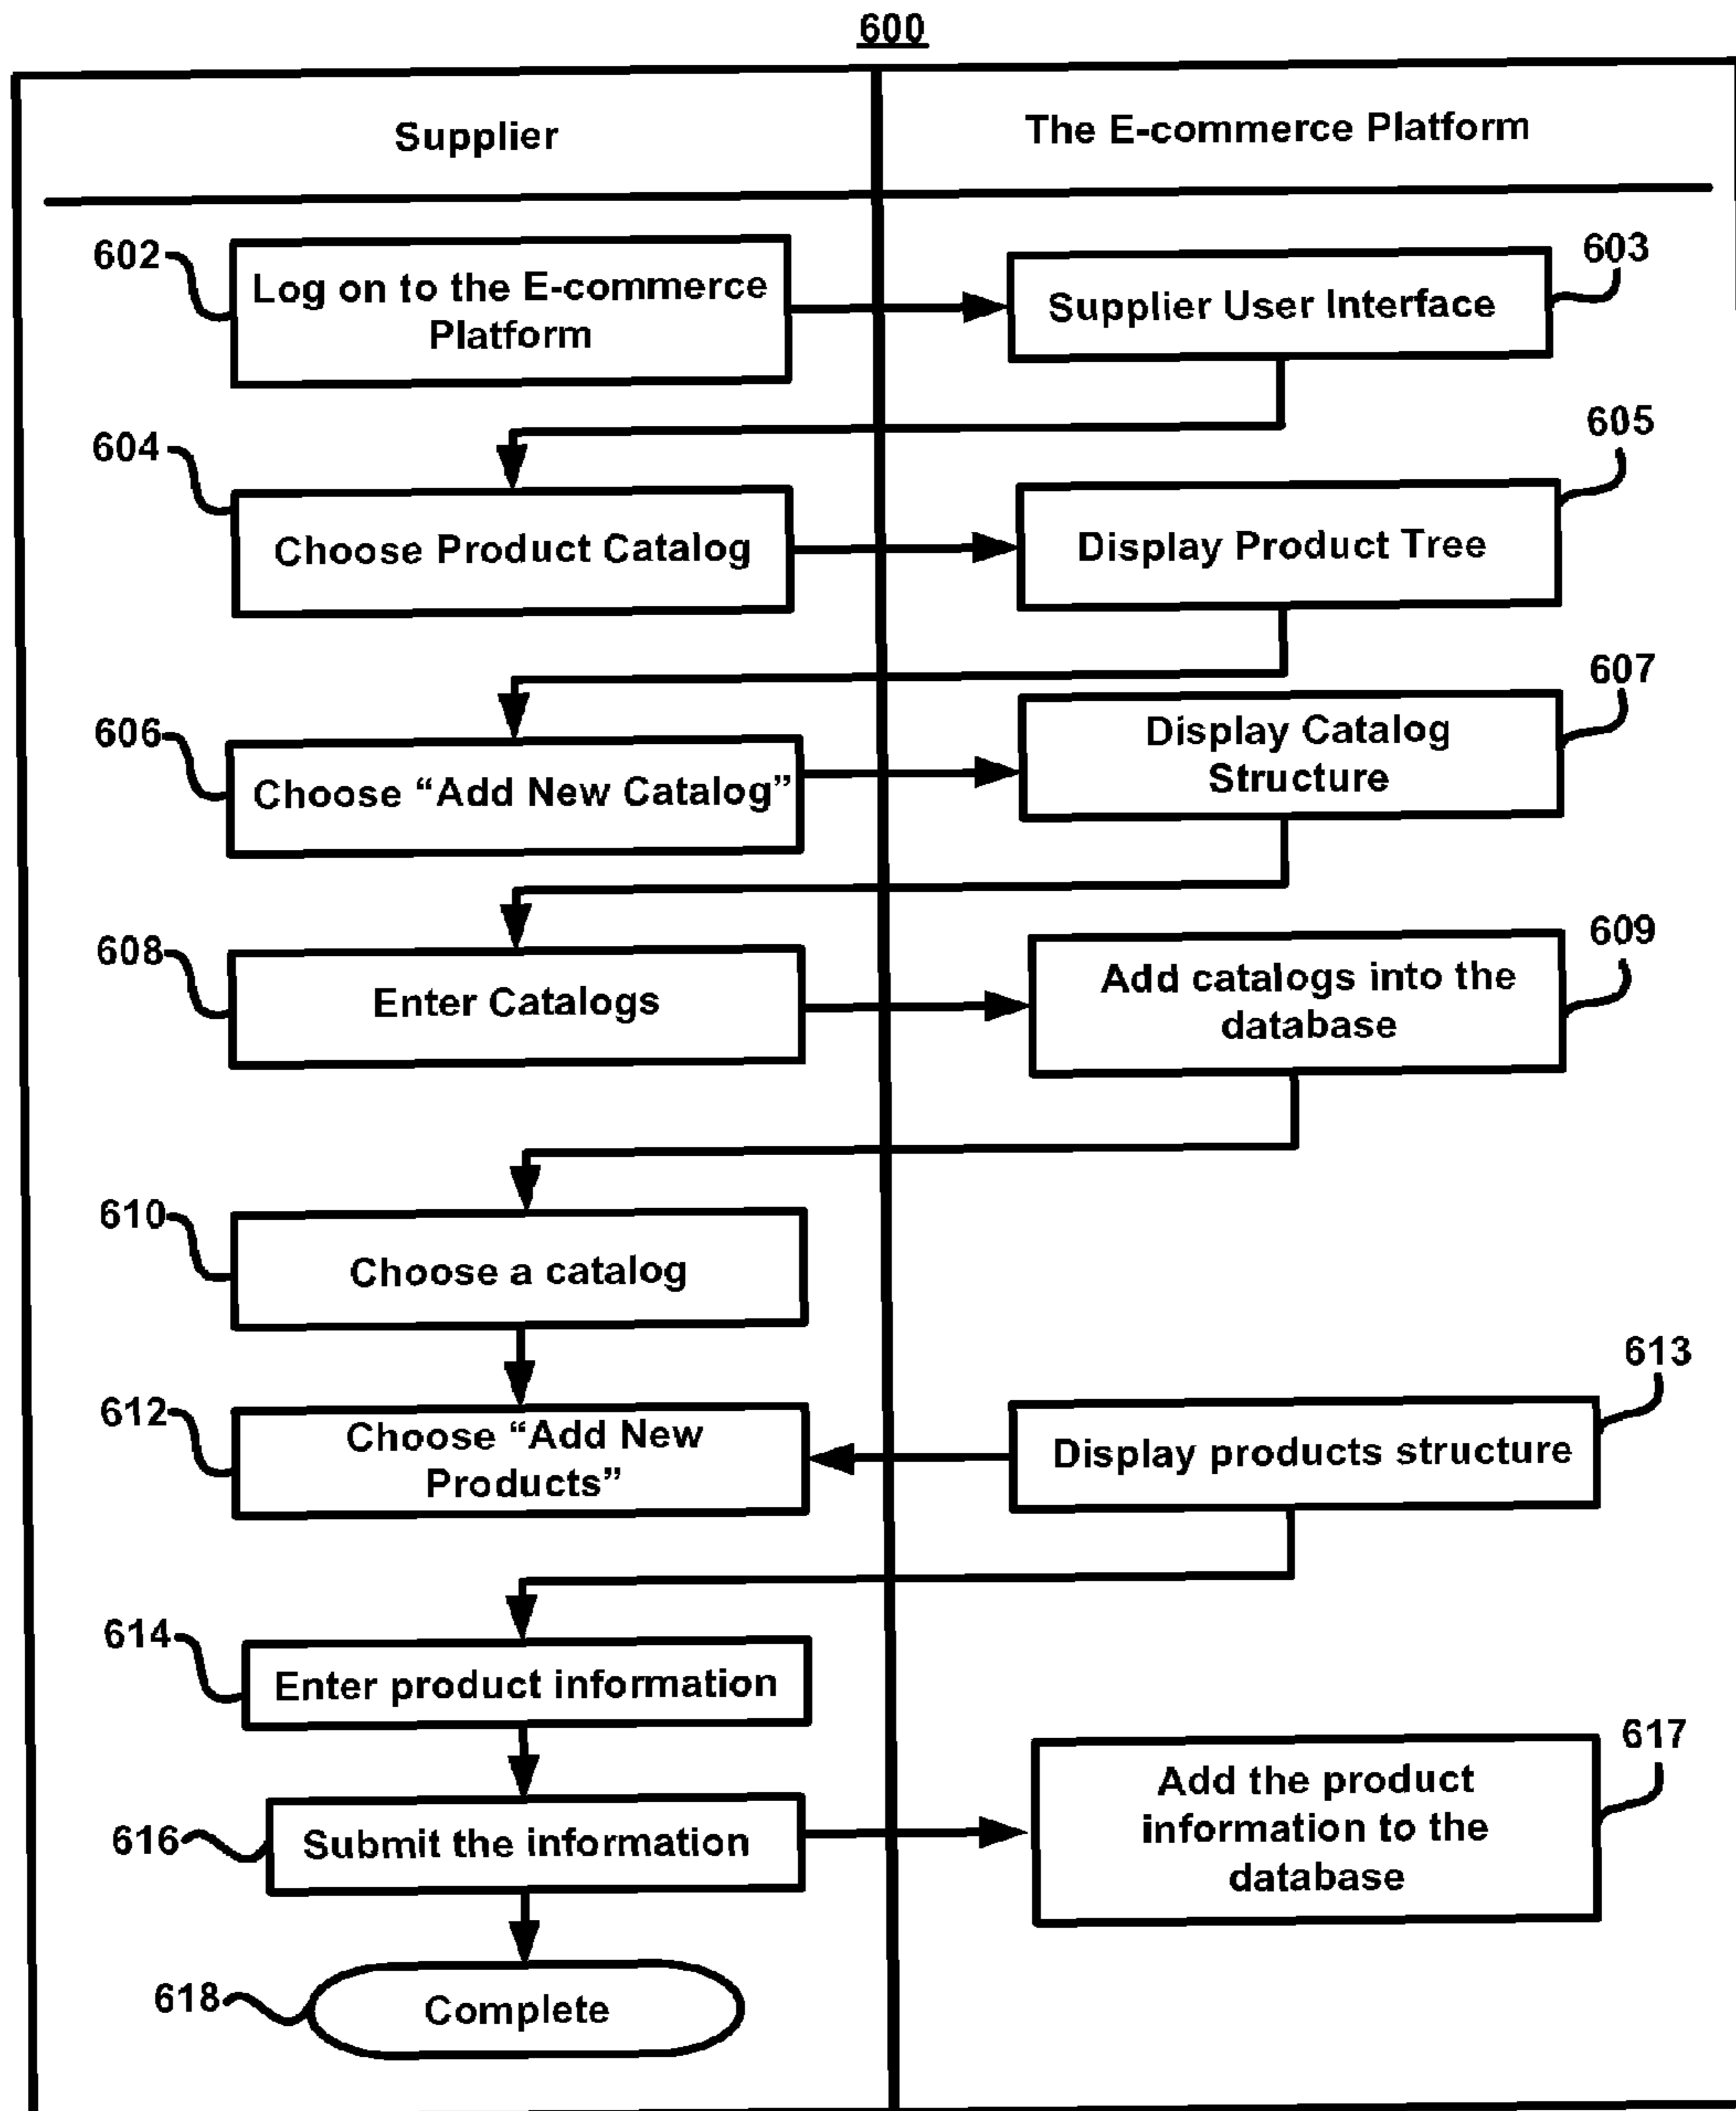 600
Supplier
The E-commerce Platform
602
Log on to the E-commerce
Platform
Supplier User Interface
603
604
Choose Product Catalog
Display Product Tree
605
606
Choose “Add New Catalog”
Display Catalog
Structure
607
608
Enter Catalogs
Add catalogs into the
database
609
610
Choose a catalog
612
Choose “Add New
Products”
Display products structure
613
614
Enter product information
616
Submit the information
Add the product
information to the
database
617
618
Complete